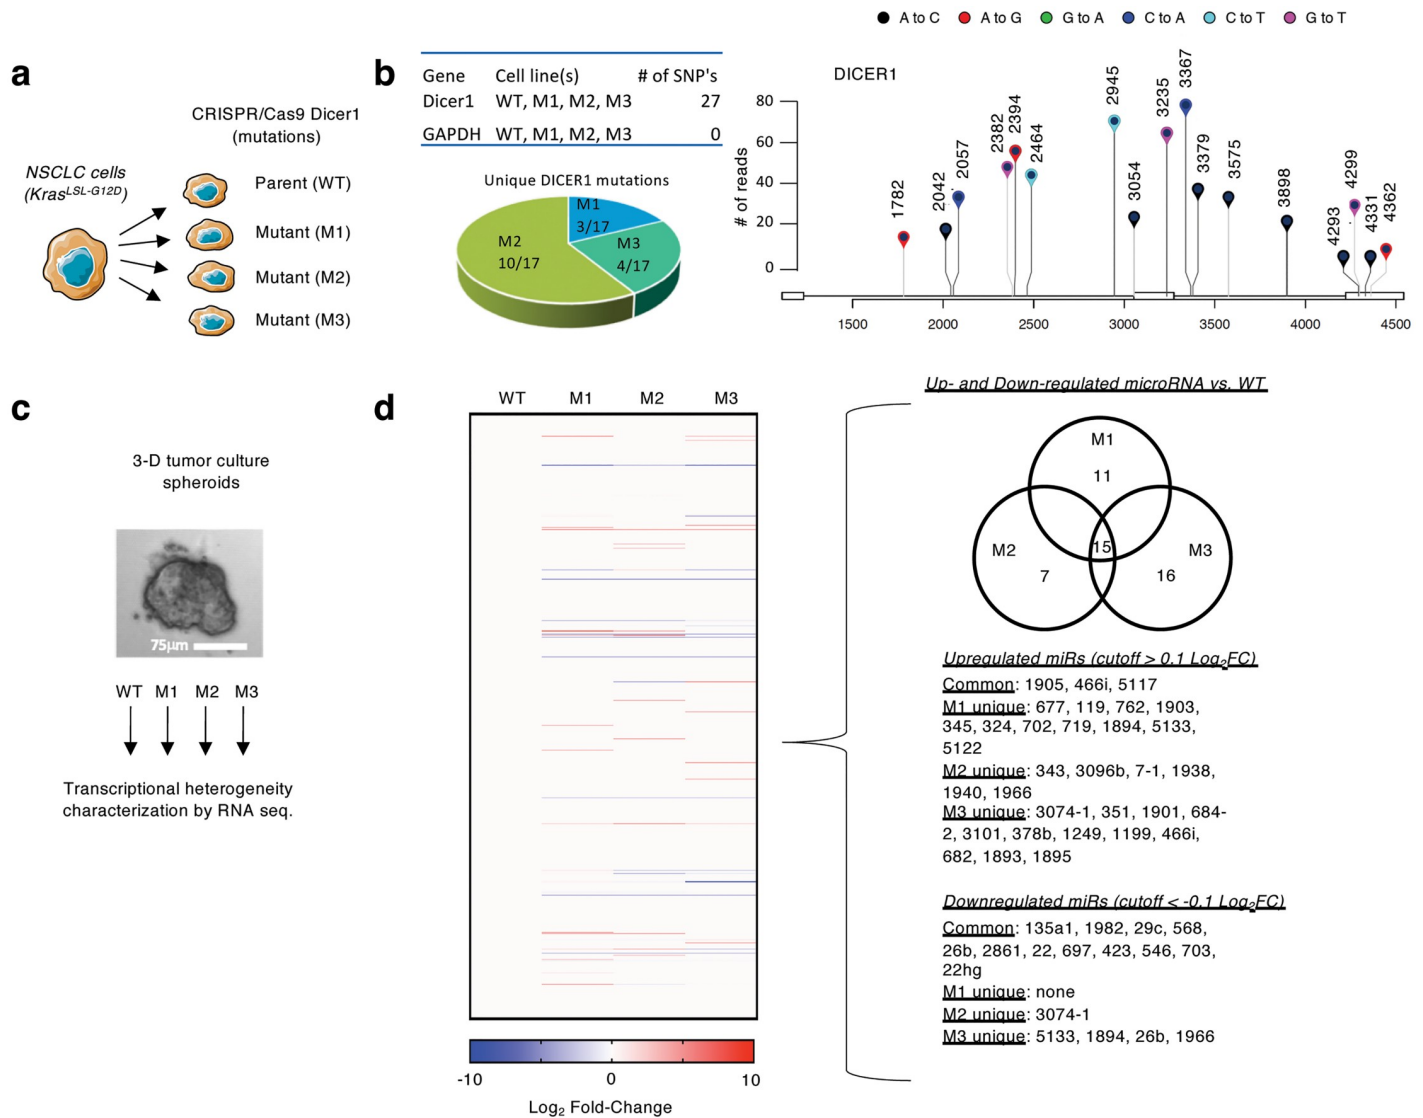 a
CRISPR/Cas9 Dicer1
(mutations)
NSCLC cells
(KrasLSL-G12D)
Parent (WT)
Mutant (M1)
Mutant (M2)
Mutant (M3)
b
Gene Cell line(s) # of SNP's
Dicer1 WT, M1, M2, M3 27
GAPDH WT, M1, M2, M3 0
Unique DICER1 mutations
M1
3/17
M2
10/17
M3
4/17
A to C A to G G to A C to A C to T G to T
DICER1
# of reads
80
60
40
20
0
1782
2042
2057
2382
2394
2464
2945
3054
3235
3367
3379
3575
3898
4293
4299
4331
4362
1500 2000 2500 3000 3500 4000 4500
c
3-D tumor culture
spheroids
75μm
WT M1 M2 M3
Transcriptional heterogeneity
characterization by RNA seq.
d
WT M1 M2 M3
-10 0 10
Log2 Fold-Change
Up- and Down-regulated microRNA vs. WT
M1
11
M2
7
15
M3
16
Upregulated miRs (cutoff > 0.1 Log2FC)
Common: 1905, 466i, 5117
M1 unique: 677, 119, 762, 1903,
345, 324, 702, 719, 1894, 5133,
5122
M2 unique: 343, 3096b, 7-1, 1938,
1940, 1966
M3 unique: 3074-1, 351, 1901, 684-
2, 3101, 378b, 1249, 1199, 466i,
682, 1893, 1895
Downregulated miRs (cutoff < -0.1 Log2FC)
Common: 135a1, 1982, 29c, 568,
26b, 2861, 22, 697, 423, 546, 703,
22hg
M1 unique: none
M2 unique: 3074-1
M3 unique: 5133, 1894, 26b, 1966